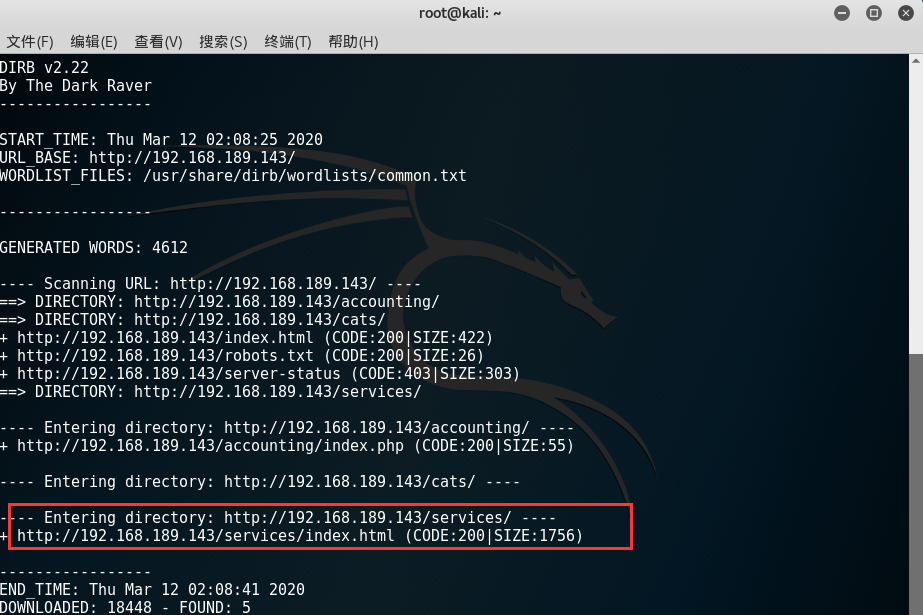 root@kali: ~
文件(F) 编辑(E) 查看(V) 搜索(S) 终端(T) 帮助(H)
DIRB v2.22
By The Dark Raver
-----------------
START_TIME: Thu Mar 12 02:08:25 2020
URL_BASE: http://192.168.189.143/
WORDLIST_FILES: /usr/share/dirb/wordlists/common.txt
-----------------
GENERATED WORDS: 4612
---- Scanning URL: http://192.168.189.143/ ----
==> DIRECTORY: http://192.168.189.143/accounting/
==> DIRECTORY: http://192.168.189.143/cats/
+ http://192.168.189.143/index.html (CODE:200|SIZE:422)
+ http://192.168.189.143/robots.txt (CODE:200|SIZE:26)
+ http://192.168.189.143/server-status (CODE:403|SIZE:303)
==> DIRECTORY: http://192.168.189.143/services/
---- Entering directory: http://192.168.189.143/accounting/ ----
+ http://192.168.189.143/accounting/index.php (CODE:200|SIZE:55)
---- Entering directory: http://192.168.189.143/cats/ ----
---- Entering directory: http://192.168.189.143/services/ ----
+ http://192.168.189.143/services/index.html (CODE:200|SIZE:1756)
-----------------
END_TIME: Thu Mar 12 02:08:41 2020
DOWNLOADED: 18448 - FOUND: 5